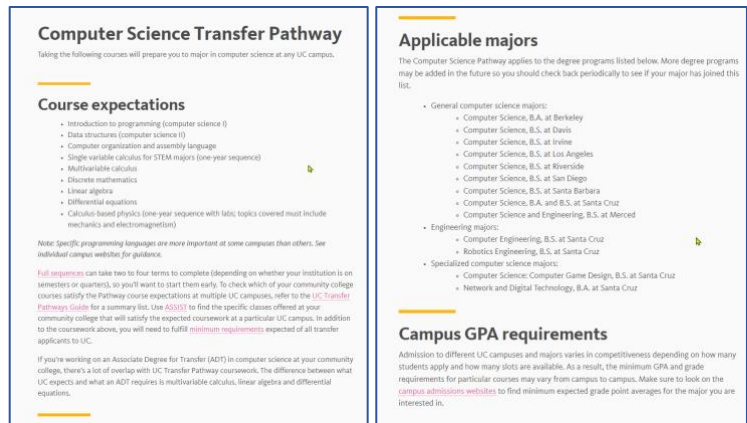 Computer Science Transfer Pathway
Taking the following courses will prepare you to major in computer science at any UC campus.
Course expectations
• Introduction to programming (computer science I)
• Data structures (computer science II)
• Computer organization and assembly language
• Single variable calculus for STEM majors (one-year sequence)
• Multivariable calculus
• Discrete mathematics
• Linear algebra
• Differential equations
• Calculus-based physics (one-year sequence with labs; topics covered must include
mechanics and electromagnetism)
Note: Specific programming languages are more important at some campuses than others. See
individual campus websites for guidance.
Full sequences can take two to four terms to complete (depending on whether your institution is on
semesters or quarters), so you'll want to start them early. To check which of your community college
courses satisfy the Pathway course expectations at multiple UC campuses, refer to the UC Transfer
Pathways Guide for a summary list. Use ASSIST to find the specific classes offered at your
community college that will satisfy the expected coursework at a particular UC campus. In addition
to the coursework above, you will need to fulfill minimum requirements expected of all transfer
applicants to UC.
If you're working on an Associate Degree for Transfer (ADT) in computer science at your community
college, there's a lot of overlap with UC Transfer Pathway coursework. The difference between what
UC expects and what an ADT requires is multivariable calculus, linear algebra and differential
equations.
Applicable majors
The Computer Science Pathway applies to the degree programs listed below. More degree programs
may be added in the future so you should check back periodically to see if your major has joined this
list.
• General computer science majors:
• Computer Science, B.A. at Berkeley
• Computer Science, B.S. at Davis
• Computer Science, B.S. at Irvine
• Computer Science, B.S. at Los Angeles
• Computer Science, B.S. at Riverside
• Computer Science, B.S. at San Diego
• Computer Science, B.S. at Santa Barbara
• Computer Science, B.A. and B.S. at Santa Cruz
• Computer Science and Engineering, B.S. at Merced
• Engineering majors:
• Computer Engineering, B.S. at Santa Cruz
• Robotics Engineering, B.S. at Santa Cruz
• Specialized computer science majors:
• Computer Science: Computer Game Design, B.S. at Santa Cruz
• Network and Digital Technology, B.A. at Santa Cruz
Campus GPA requirements
Admission to different UC campuses and majors varies in competitiveness depending on how many
students apply and how many slots are available. As a result, the minimum GPA and grade
requirements for particular courses may vary from campus to campus. Make sure to look on the
campus admissions websites to find minimum expected grade point averages for the major you are
interested in.